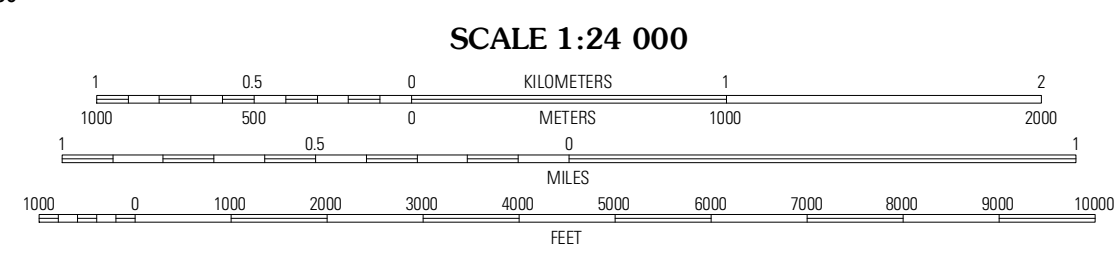 SCALE 1:24 000
1 0.5 0 KILOMETERS 1 2
1000 500 0 METERS 1000 2000
1 0.5 0 1
MILES
1000 0 1000 2000 3000 4000 5000 6000 7000 8000 9000 10000
FEET